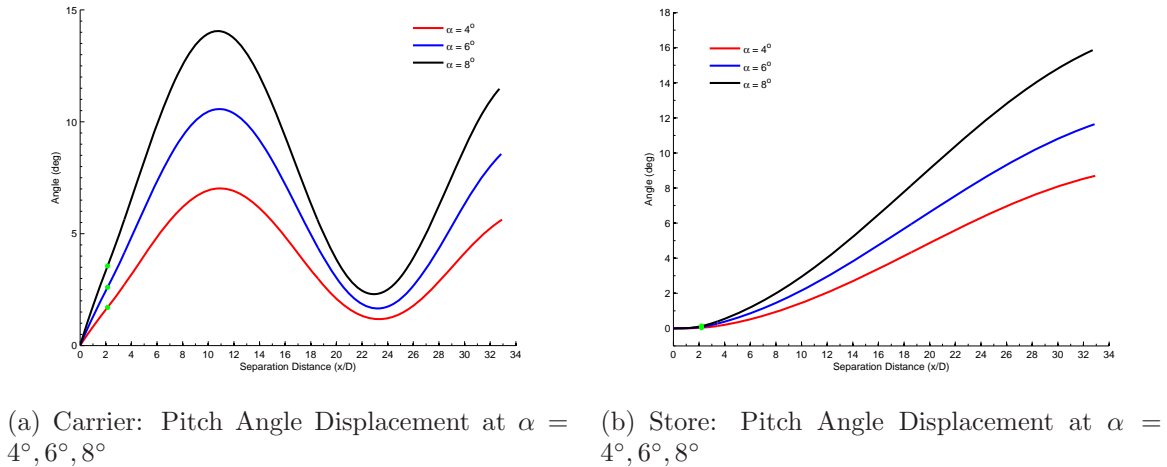 15
10
5
0
Angle (deg)
0 2 4 6 8 10 12 14 16 18 20 22 24 26 28 30 32 34
Separation Distance (x/D)
α = 4°
α = 6°
α = 8°
18
16
14
12
10
8
6
4
2
0
Angle (deg)
0 2 4 6 8 10 12 14 16 18 20 22 24 26 28 30 32 34
Separation Distance (x/D)
α = 4°
α = 6°
α = 8°
(a) Carrier: Pitch Angle Displacement at α =
4°, 6°, 8°
(b) Store: Pitch Angle Displacement at α =
4°, 6°, 8°